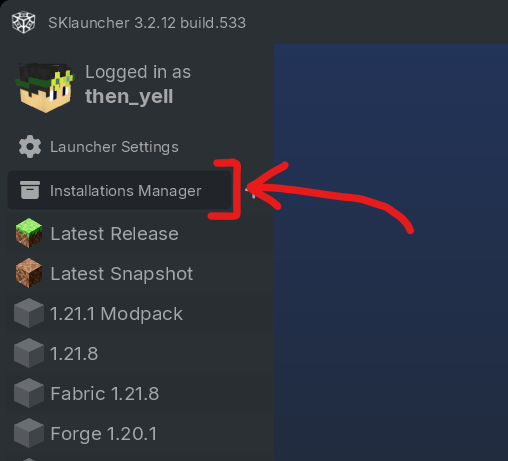 SKlauncher 3.2.12 build.533
Logged in as
then_yell
Launcher Settings
Installations Manager
Latest Release
Latest Snapshot
1.21.1 Modpack
1.21.8
Fabric 1.21.8
Forge 1.20.1